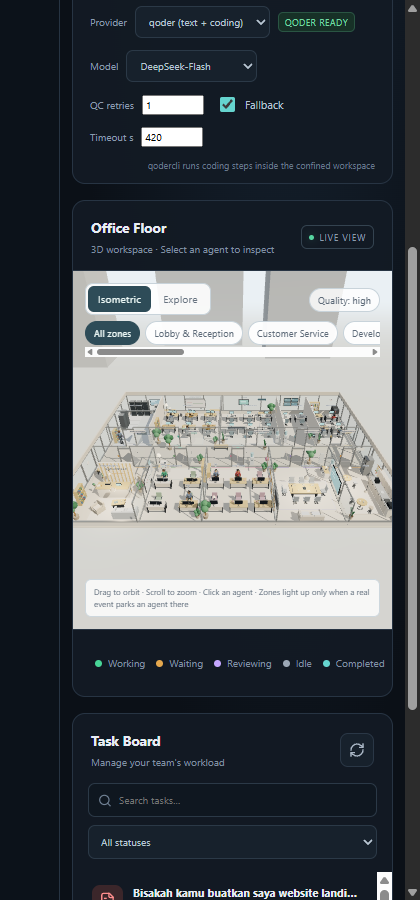 Provider qoder (text + coding) QODER READY
Model DeepSeek-Flash
QC retries 1 Fallback
Timeout s 420
qodercli runs coding steps inside the confined workspace
Office Floor
3D workspace · Select an agent to inspect
LIVE VIEW
Isometric Explore Quality: high
All zones Lobby & Reception Customer Service Develo
Drag to orbit · Scroll to zoom · Click an agent · Zones light up only when a real
event parks an agent there
Working Waiting Reviewing Idle Completed
Task Board
Manage your team's workload
Search tasks...
All statuses
Bisakah kamu buatkan saya website landi...